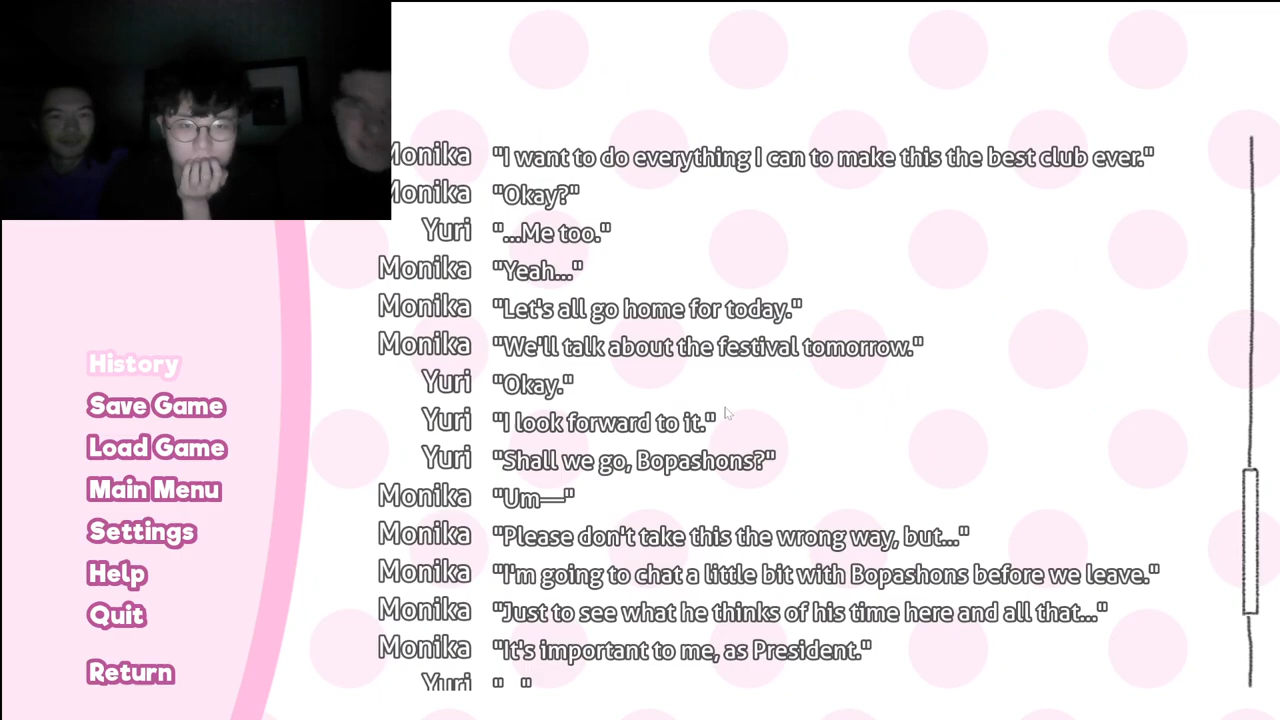 Monika "I want to do everything I can to make this the best club ever."
Monika "Okay?"
Yuri "...Me too."
Monika "Yeah..."
Monika "Let's all go home for today."
Monika "We'll talk about the festival tomorrow."
Yuri "Okay."
Yuri "I look forward to it."
Yuri "Shall we go, Bopashons?"
Monika "Um—"
Monika "Please don't take this the wrong way, but..."
Monika "I'm going to chat a little bit with Bopashons before we leave."
Monika "Just to see what he thinks of his time here and all that..."
Monika "It's important to me, as President."
Yuri
History
Save Game
Load Game
Main Menu
Settings
Help
Quit
Return